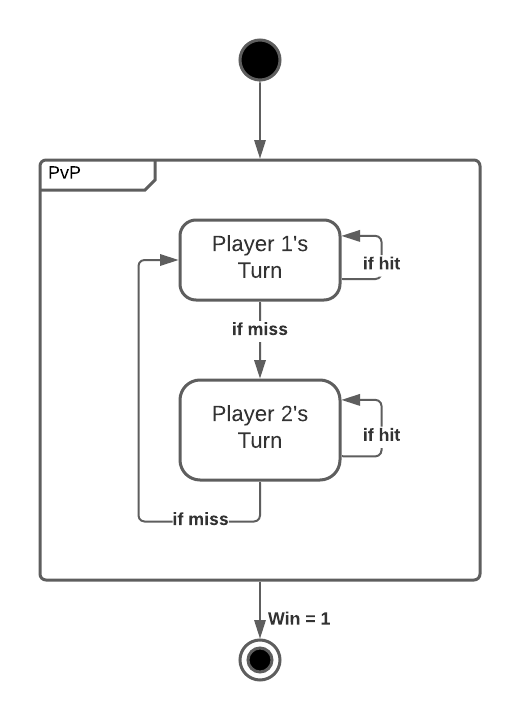 PvP
Player 1's
Turn
if hit
if miss
Player 2's
Turn
if hit
if miss
Win = 1